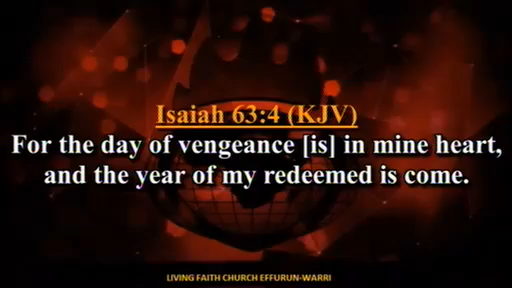 Isaiah 63:4 (KJV)
For the day of vengeance [is] in mine heart,
and the year of my redeemed is come.
LIVING FAITH CHURCH EFFURUN-WARRI